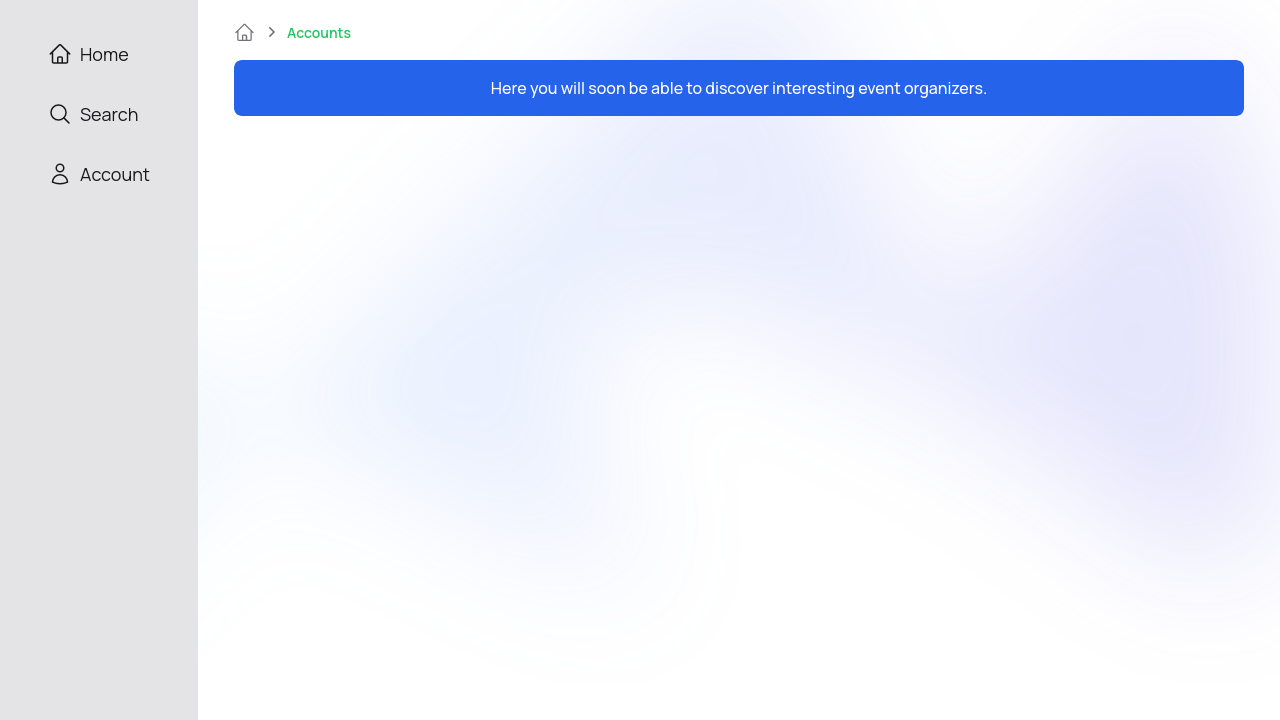 Home
Search
Account
Accounts
Here you will soon be able to discover interesting event organizers.